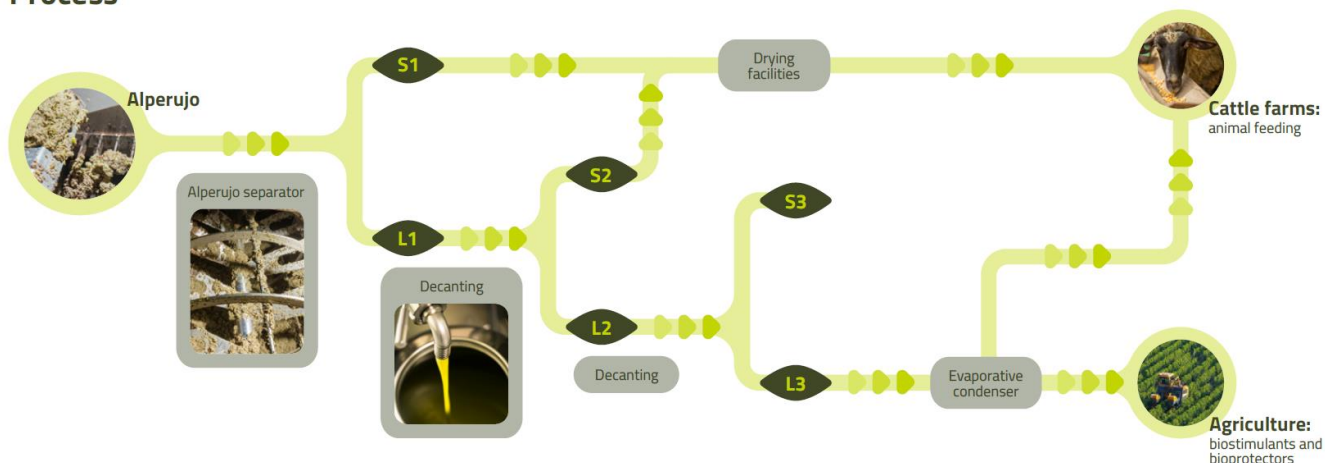 Process
S1
Drying
facilities
Alperujo
Cattle farms:
animal feeding
Alperujo separator
S2
S3
L1
Decanting
L2
Decanting
L3
Evaporative
condenser
Agriculture:
biostimulants and
bioprotectors